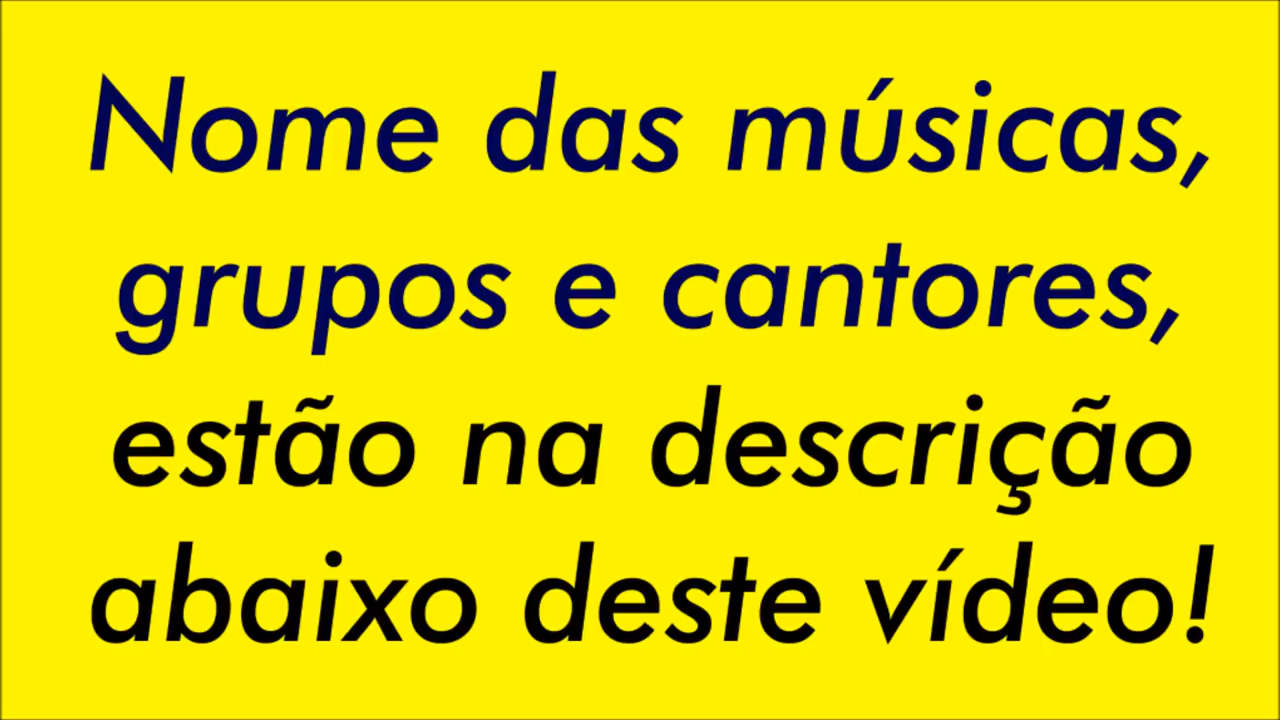 Nome das músicas,
grupos e cantores,
estão na descrição
abaixo deste vídeo!